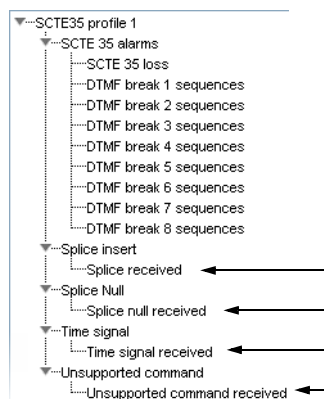 SCTE35 profile 1
SCTE 35 alarms
SCTE 35 loss
DTMF break 1 sequences
DTMF break 2 sequences
DTMF break 3 sequences
DTMF break 4 sequences
DTMF break 5 sequences
DTMF break 6 sequences
DTMF break 7 sequences
DTMF break 8 sequences
Splice insert
Splice received
Splice Null
Splice null received
Time signal
Time signal received
Unsupported command
Unsupported command received